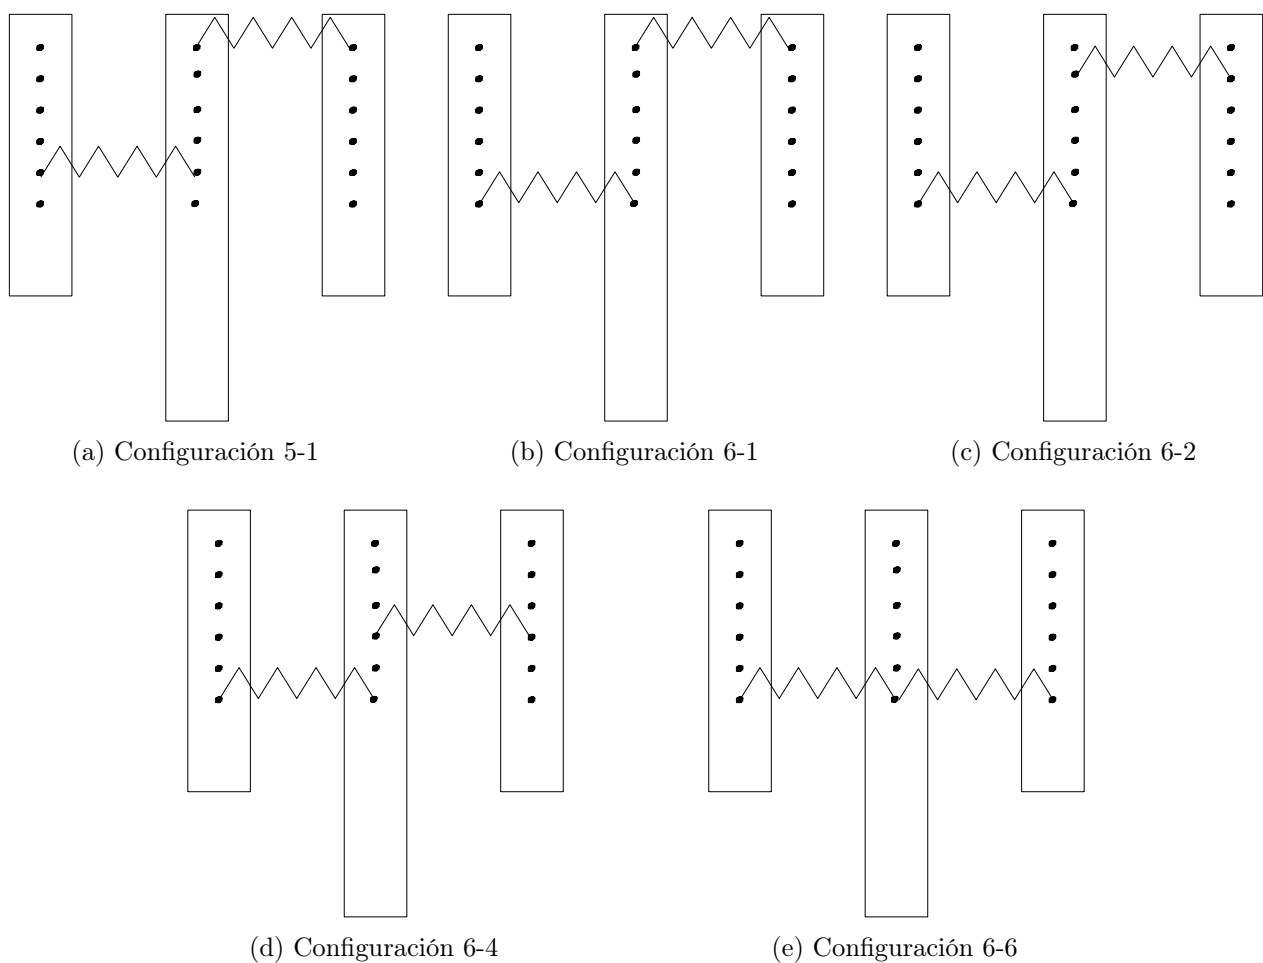 (a) Configuración 5-1
(b) Configuración 6-1
(c) Configuración 6-2
(d) Configuración 6-4
(e) Configuración 6-6